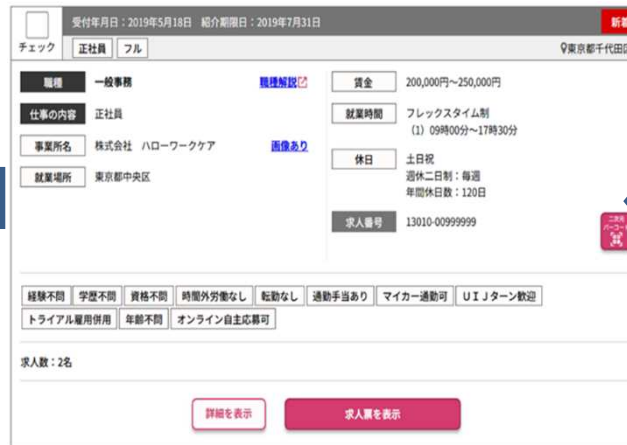 受付年月日：2019年5月18日　紹介期限日：2019年7月31日
新着
チェック 正社員 フル 東京都千代田区
職種 一般事務 職種解説
仕事の内容 正社員
事業所名 株式会社　ハローワークケア 画像あり
就業場所 東京都中央区
賃金 200,000円～250,000円
就業時間 フレックスタイム制
（1）09時00分～17時30分
休日 土日祝
週休二日制：毎週
年間休日数：120日
求人番号 13010-00999999
二次元
バーコード
経験不問 学歴不問 資格不問 時間外労働なし 転勤なし 通勤手当あり マイカー通勤可 ＵＩＪターン歓迎
トライアル雇用併用 年齢不問 オンライン自主応募可
求人数：2名
詳細を表示 求人票を表示